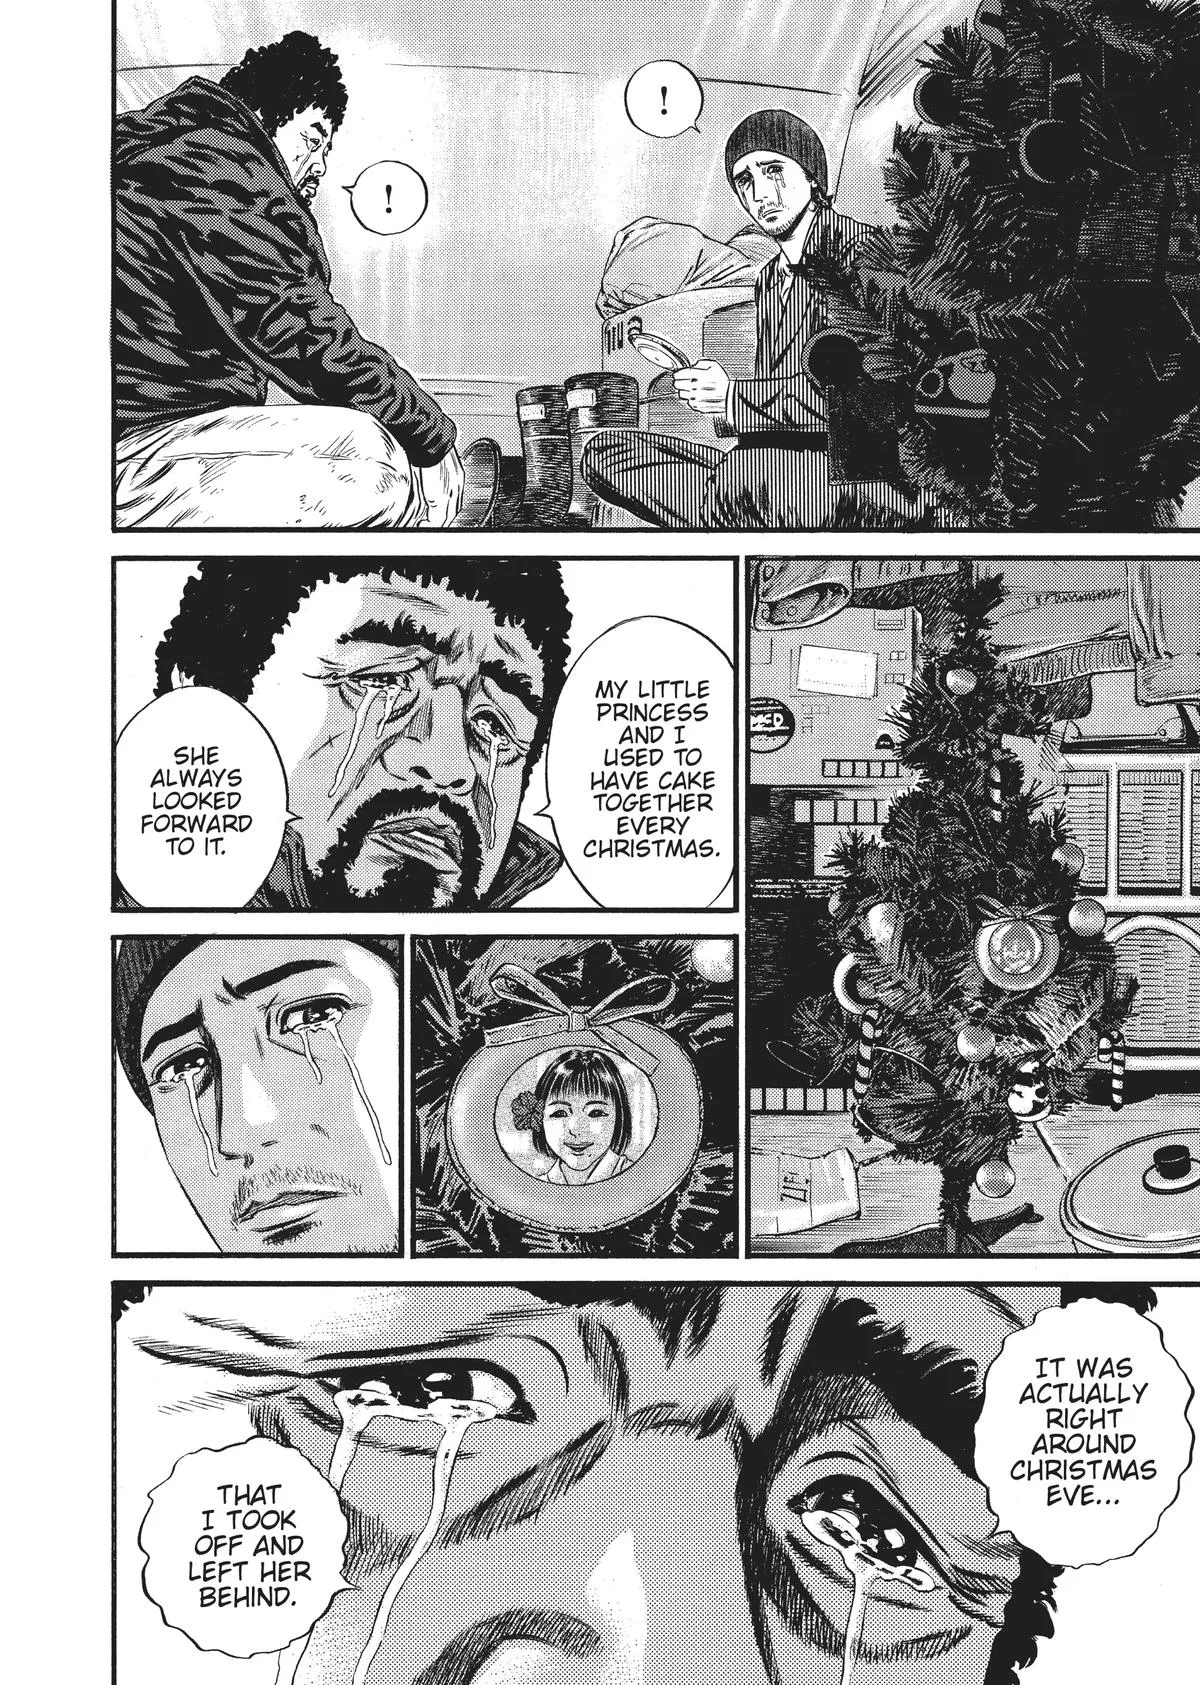 !
!
MY LITTLE
PRINCESS
AND I
USED TO
HAVE CAKE
TOGETHER
EVERY
CHRISTMAS.
SHE
ALWAYS
LOOKED
FORWARD
TO IT.
IT WAS
ACTUALLY
RIGHT
AROUND
CHRISTMAS
EVE...
THAT
I TOOK
OFF AND
LEFT HER
BEHIND.